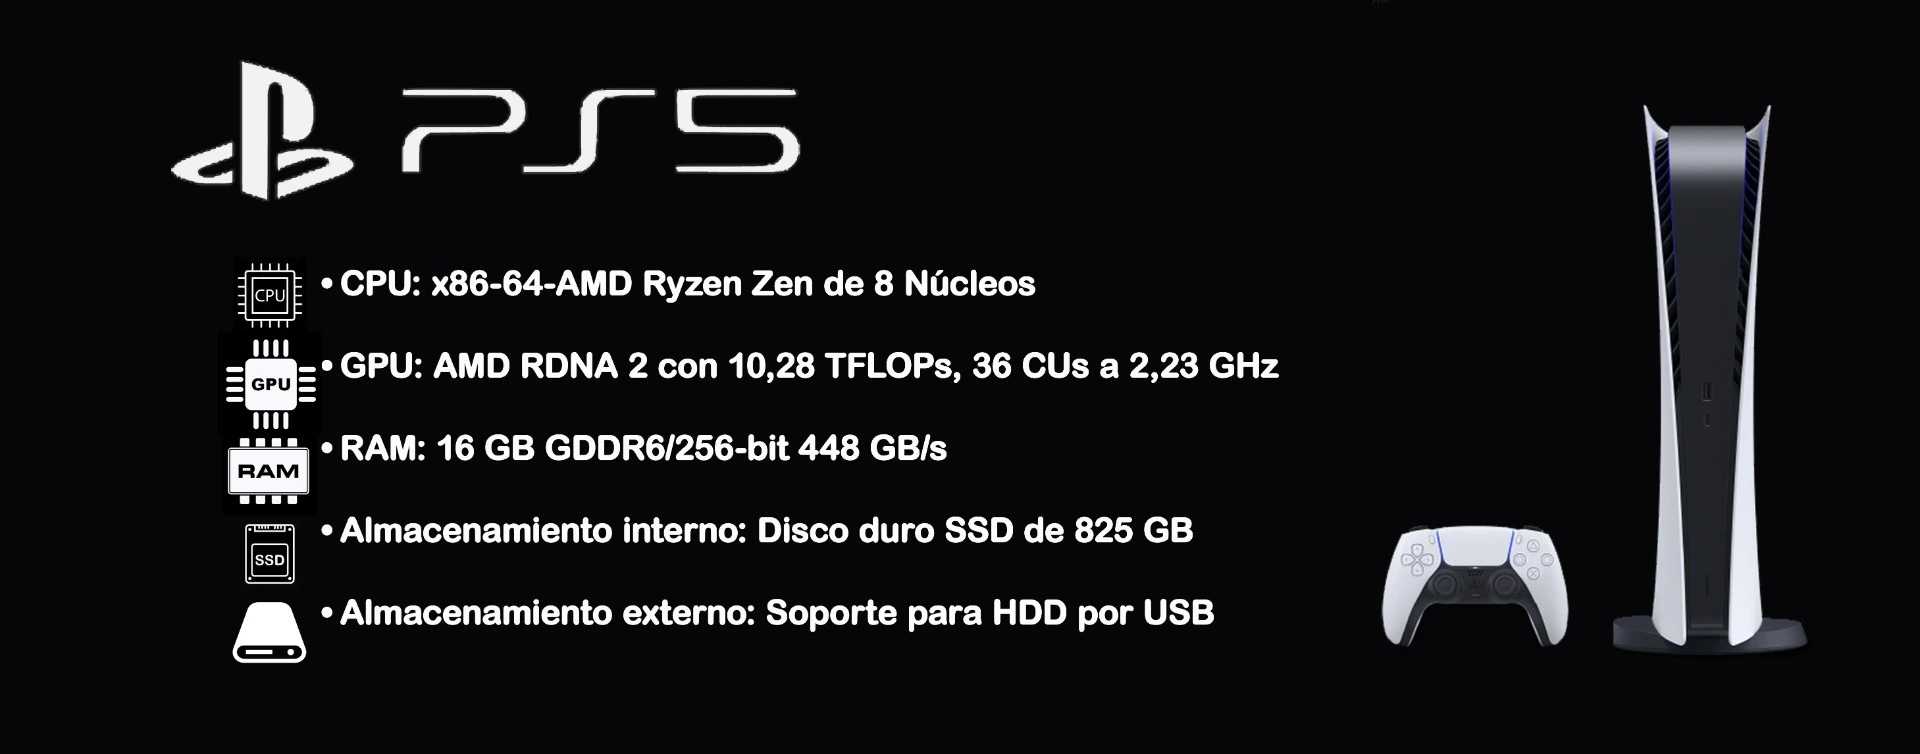 PS5
CPU
• CPU: x86-64-AMD Ryzen Zen de 8 Núcleos
GPU
• GPU: AMD RDNA 2 con 10,28 TFLOPs, 36 CUs a 2,23 GHz
RAM
• RAM: 16 GB GDDR6/256-bit 448 GB/s
SSD
• Almacenamiento interno: Disco duro SSD de 825 GB
• Almacenamiento externo: Soporte para HDD por USB